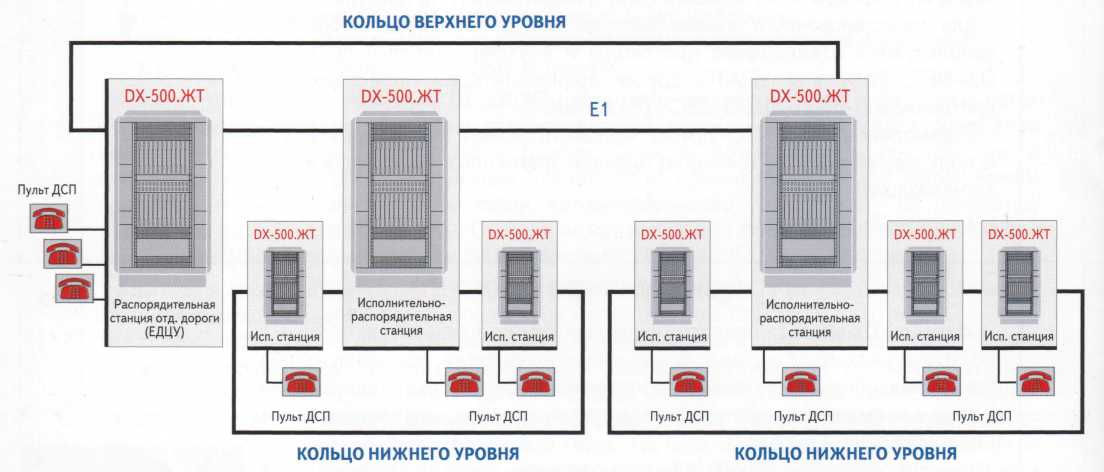 КОЛЬЦО ВЕРХНЕГО УРОВНЯ
DX-500.ЖТ
DX-500.ЖТ
DX-500.ЖТ
E1
Пульт ДСП
DX-500.ЖТ
DX-500.ЖТ
DX-500.ЖТ
DX-500.ЖТ
DX-500.ЖТ
Распорядительная
станция отд. дороги
(ЕДЦУ)
Исп. станция
Исполнительно-
распорядительная
станция
Исп. станция
Исп. станция
Исполнительно-
распорядительная
станция
Исп. станция
Исп. станция
Пульт ДСП
Пульт ДСП
Пульт ДСП
Пульт ДСП
Пульт ДСП
КОЛЬЦО НИЖНЕГО УРОВНЯ
КОЛЬЦО НИЖНЕГО УРОВНЯ